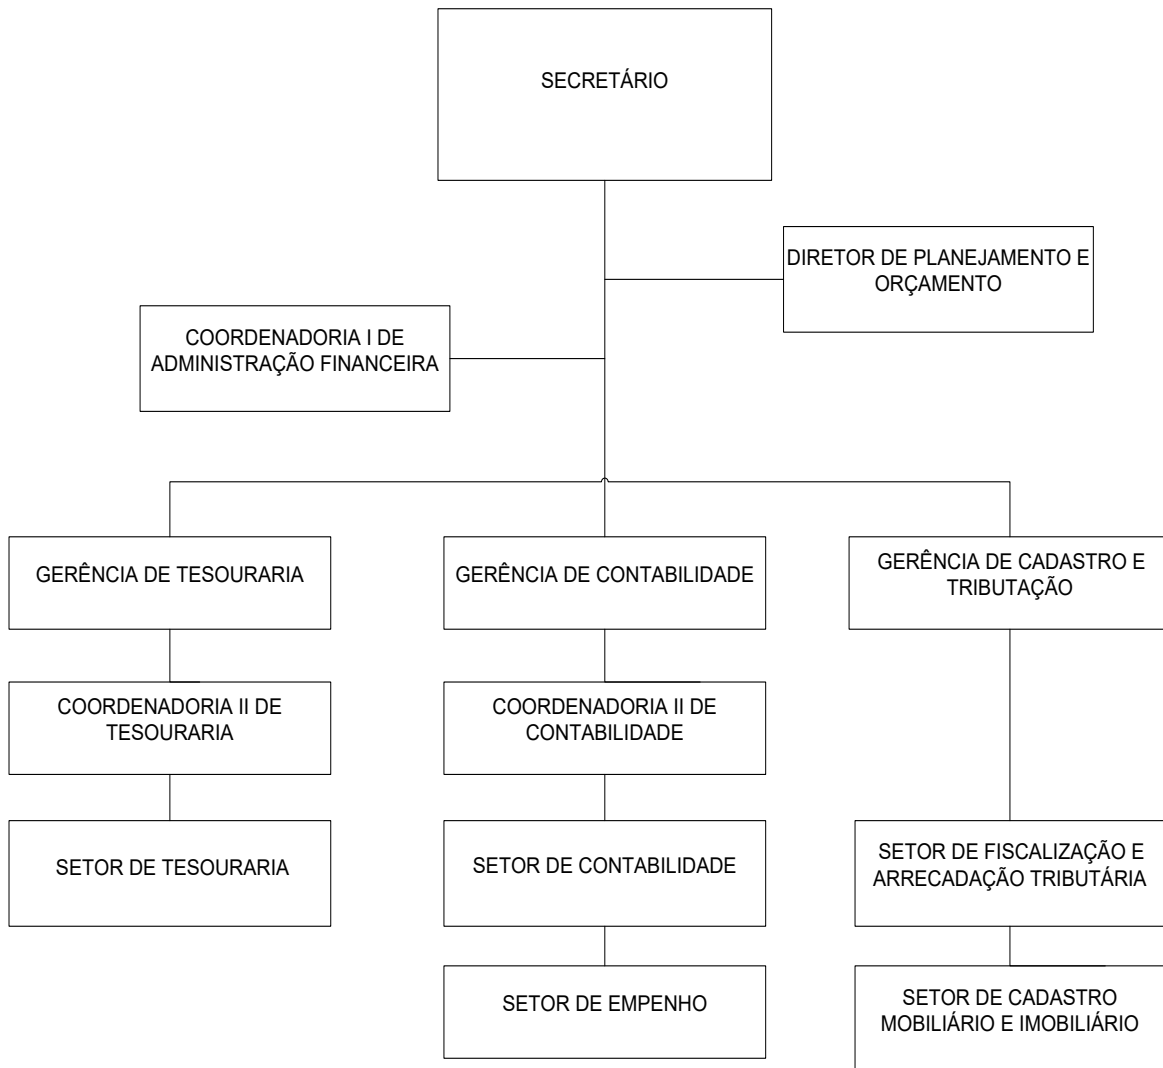 SECRETÁRIO
DIRETOR DE PLANEJAMENTO E
ORÇAMENTO
COORDENADORIA I DE
ADMINISTRAÇÃO FINANCEIRA
GERÊNCIA DE TESOURARIA
GERÊNCIA DE CONTABILIDADE
GERÊNCIA DE CADASTRO E
TRIBUTAÇÃO
COORDENADORIA II DE
TESOURARIA
COORDENADORIA II DE
CONTABILIDADE
SETOR DE TESOURARIA
SETOR DE CONTABILIDADE
SETOR DE FISCALIZAÇÃO E
ARRECADAÇÃO TRIBUTÁRIA
SETOR DE EMPENHO
SETOR DE CADASTRO
MOBILIÁRIO E IMOBILIÁRIO